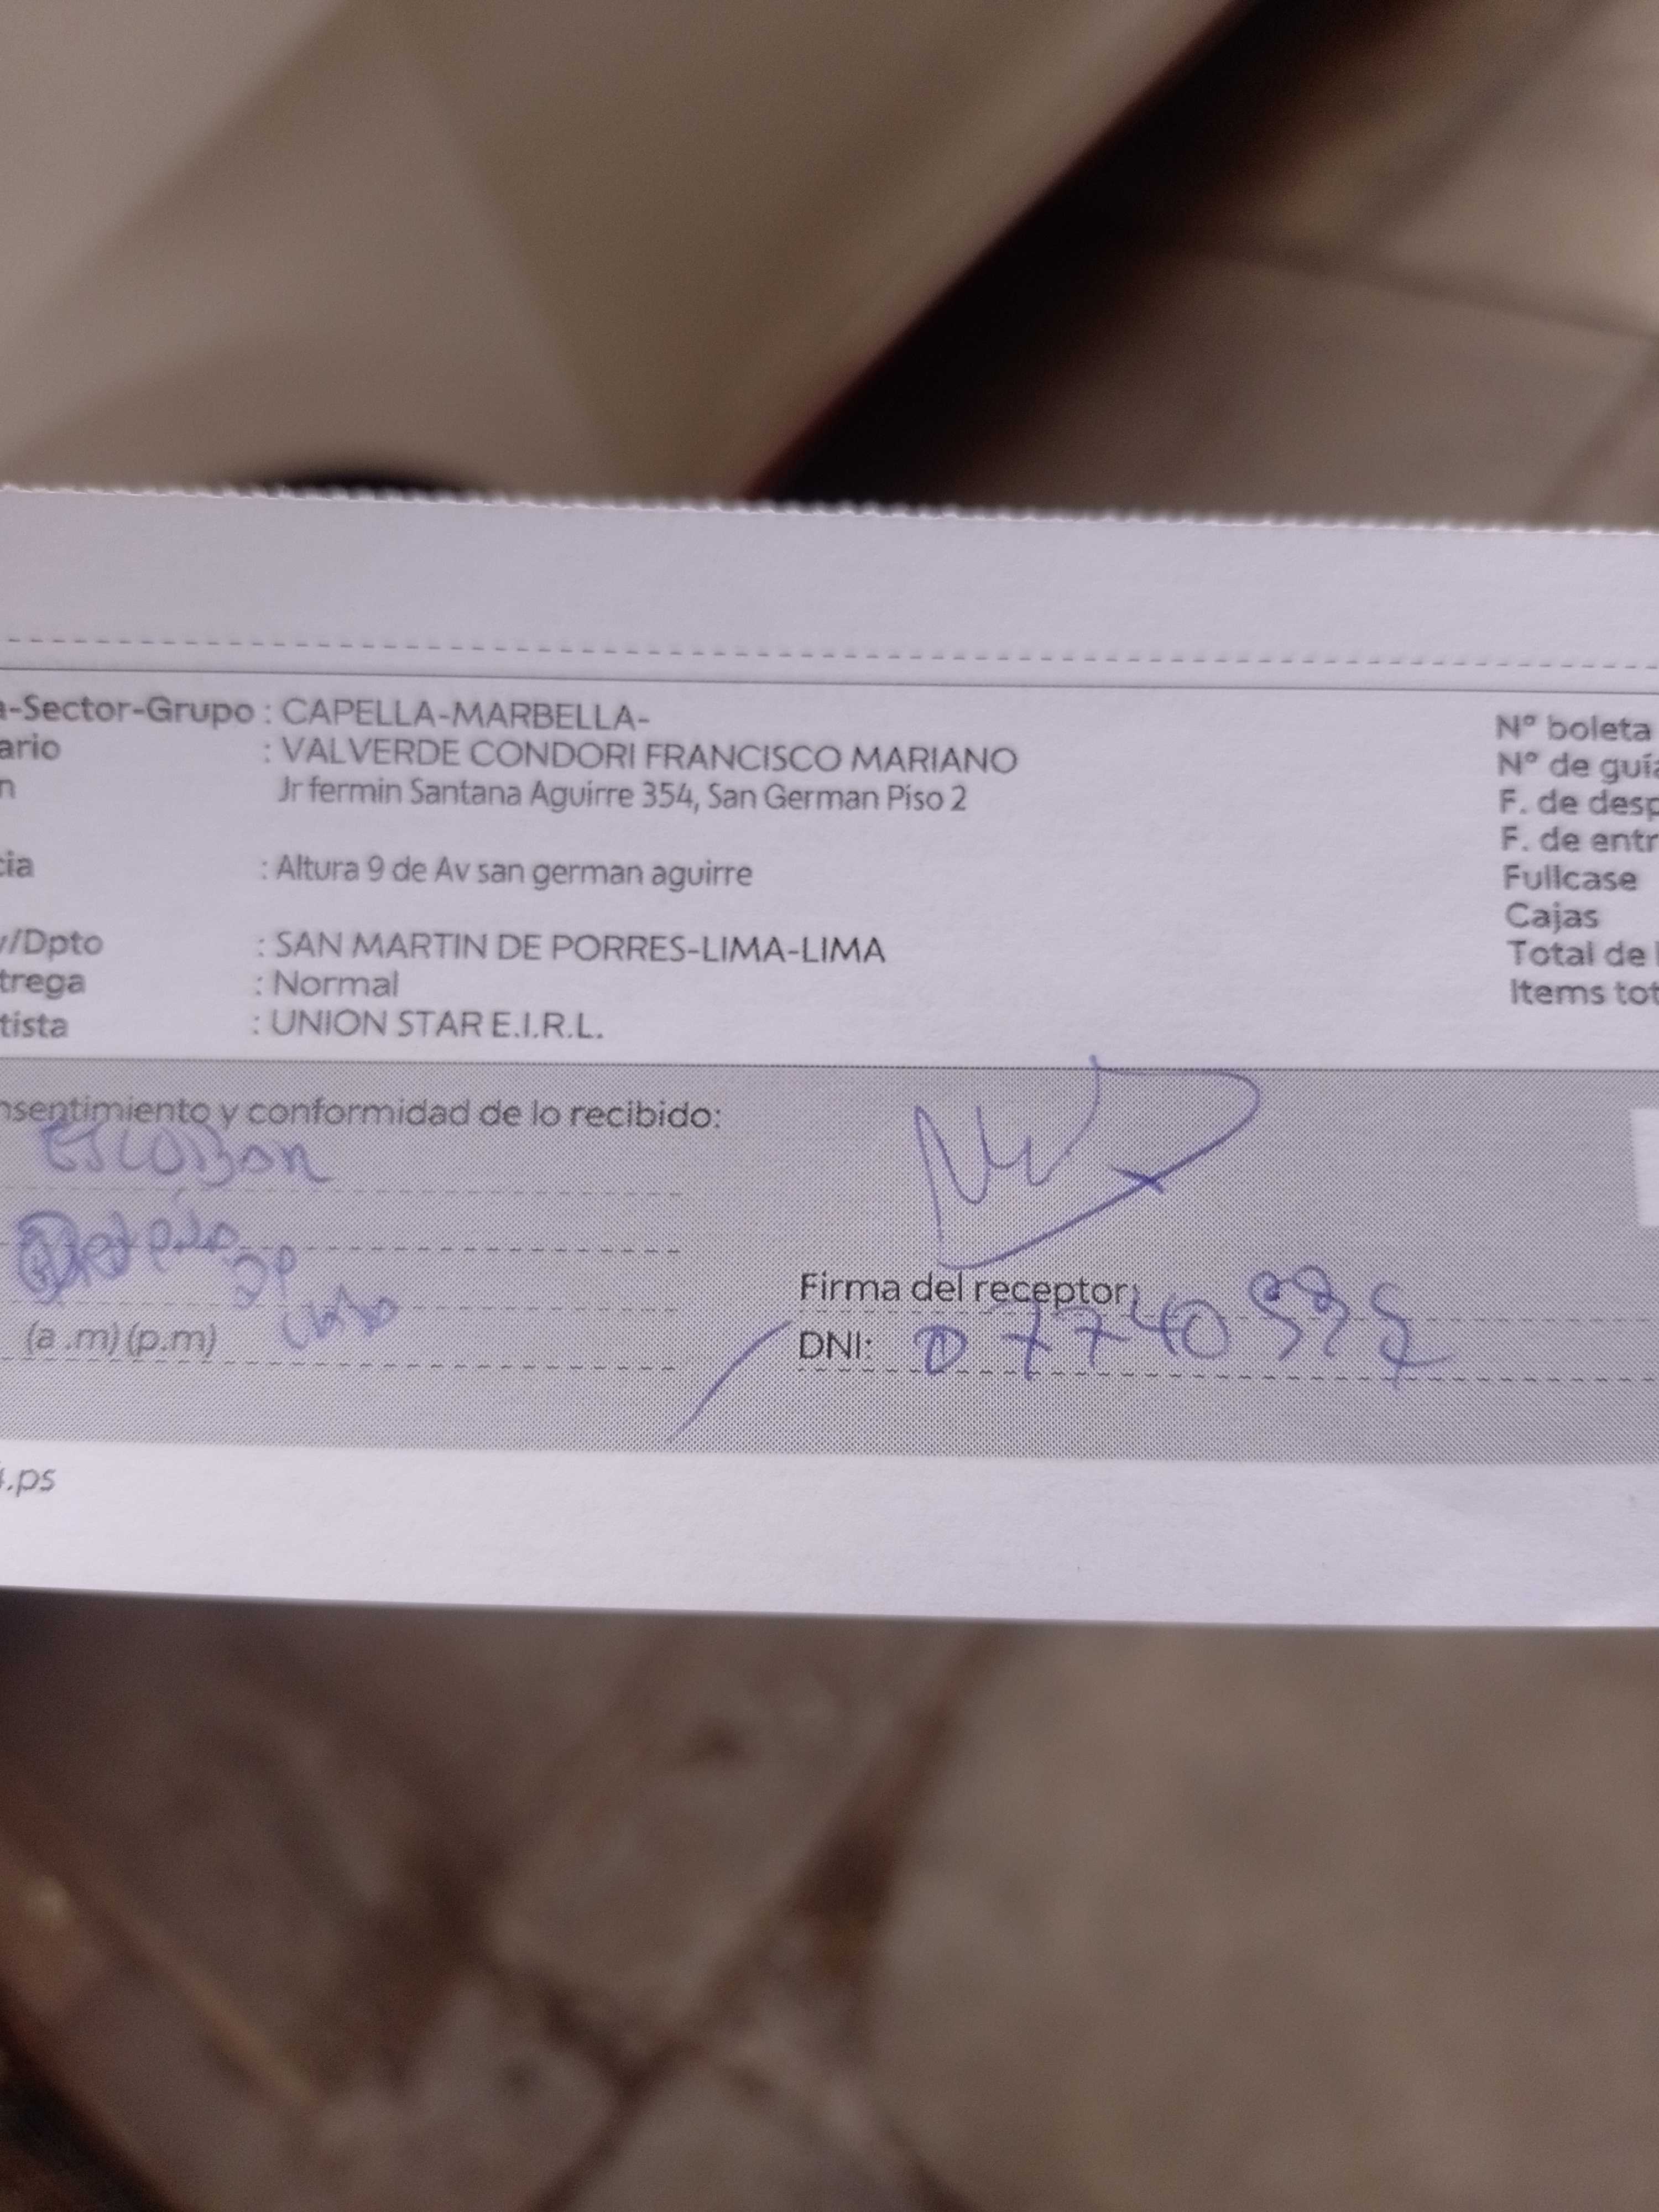 a-Sector-Grupo : CAPELLA-MARBELLA-
ario : VALVERDE CONDORI FRANCISCO MARIANO
n Jr fermin Santana Aguirre 354, San German Piso 2
cia : Altura 9 de Av san german aguirre
v/Dpto : SAN MARTIN DE PORRES-LIMA-LIMA
trega : Normal
tista : UNION STAR E.I.R.L.
Nº boleta
Nº de guía
F. de desp
F. de entr
Fullcase
Cajas
Total de
Items tot
nsentimiento y conformidad de lo recibido:
Firma del receptor:
(a .m) (p.m)
DNI: 07740
.ps